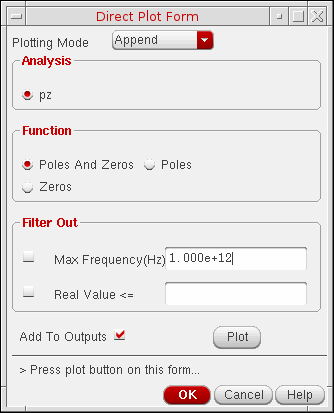 Direct Plot Form
Plotting Mode Append
Analysis
pz
Function
Poles And Zeros Poles
Zeros
Filter Out
Max Frequency(Hz) 1.000e+12
Real Value <=
Add To Outputs Plot
> Press plot button on this form...
OK Cancel Help